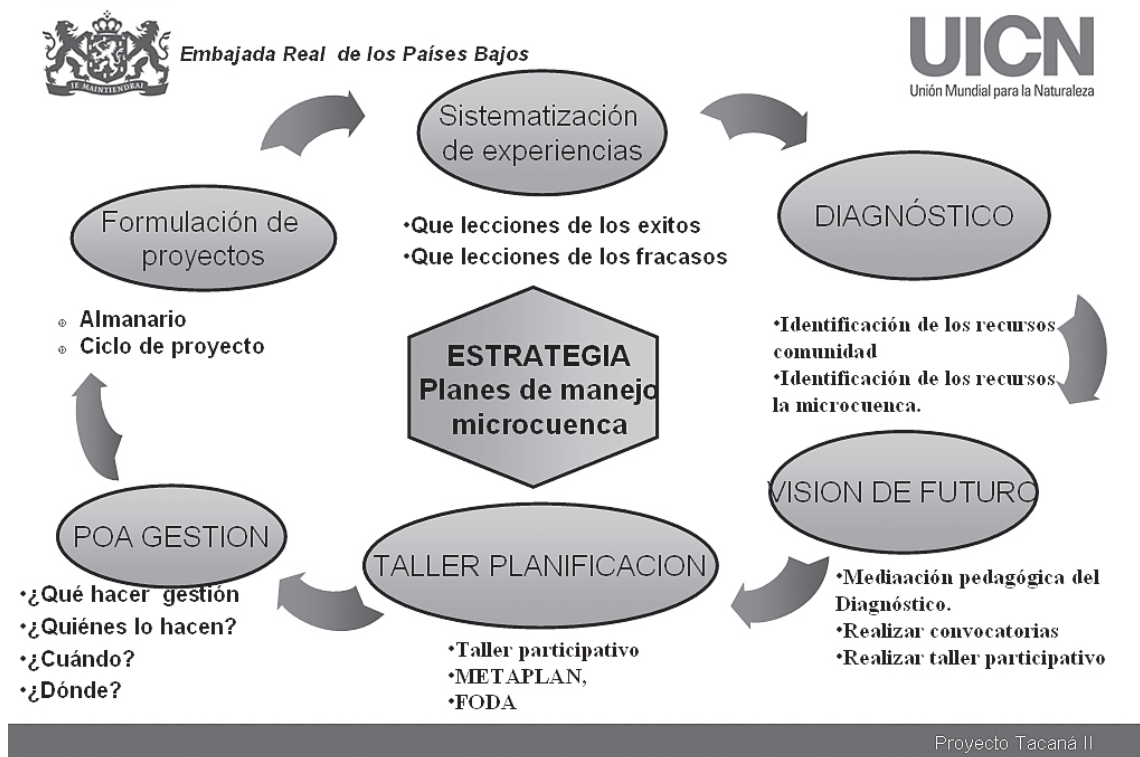 JE MAINTIENDRAI
Embajada Real de los Países Bajos
UICN
Unión Mundial para la Naturaleza
Sistematización
de experiencias
•Que lecciones de los exitos
•Que lecciones de los fracasos
DIAGNÓSTICO
•Identificación de los recursos
comunidad
•Identificación de los recursos
la microcuenca.
VISION DE FUTURO
•Mediaación pedagógica del
Diagnóstico.
•Realizar convocatorias
•Realizar taller participativo
TALLER PLANIFICACION
•Taller participativo
•METAPLAN,
•FODA
POA GESTION
•¿Qué hacer gestión
•¿Quiénes lo hacen?
•¿Cuándo?
•¿Dónde?
Formulación de
proyectos
Almanario
Ciclo de proyecto
ESTRATEGIA
Planes de manejo
microcuenca
Proyecto Tacaná II